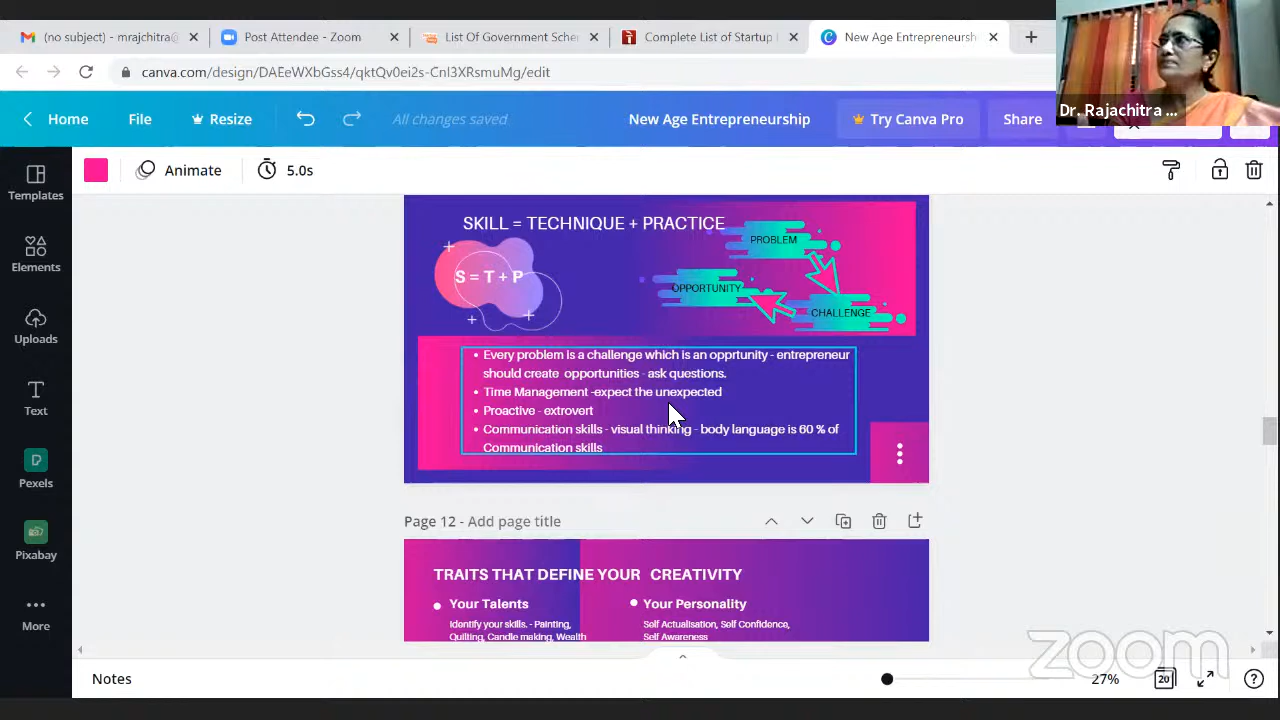 (no subject) - mrajchitra@
Post Attendee - Zoom
List Of Government Scher
Complete List of Startup
New Age Entrepreneursh
canva.com/design/DAEeWXbGss4/qktQv0ei2s-CnI3XRsmuMg/edit
Dr. Rajachitra ...
Home
File
Resize
All changes saved
New Age Entrepreneurship
Try Canva Pro
Share
Animate
5.0s
Templates
Elements
Uploads
Text
Pexels
Pixabay
More
SKILL = TECHNIQUE + PRACTICE
S = T + P
PROBLEM
OPPORTUNITY
CHALLENGE
• Every problem is a challenge which is an opprtunity - entrepreneur
should create opportunities - ask questions.
• Time Management -expect the unexpected
• Proactive - extrovert
• Communication skills - visual thinking - body language is 60 % of
Communication skills
Page 12 - Add page title
TRAITS THAT DEFINE YOUR CREATIVITY
• Your Talents
Identify your skills. - Painting,
Quilting, Candle making, Wealth
• Your Personality
Self Actualisation, Self Confidence,
Self Awareness
Notes
27%
20
zoom